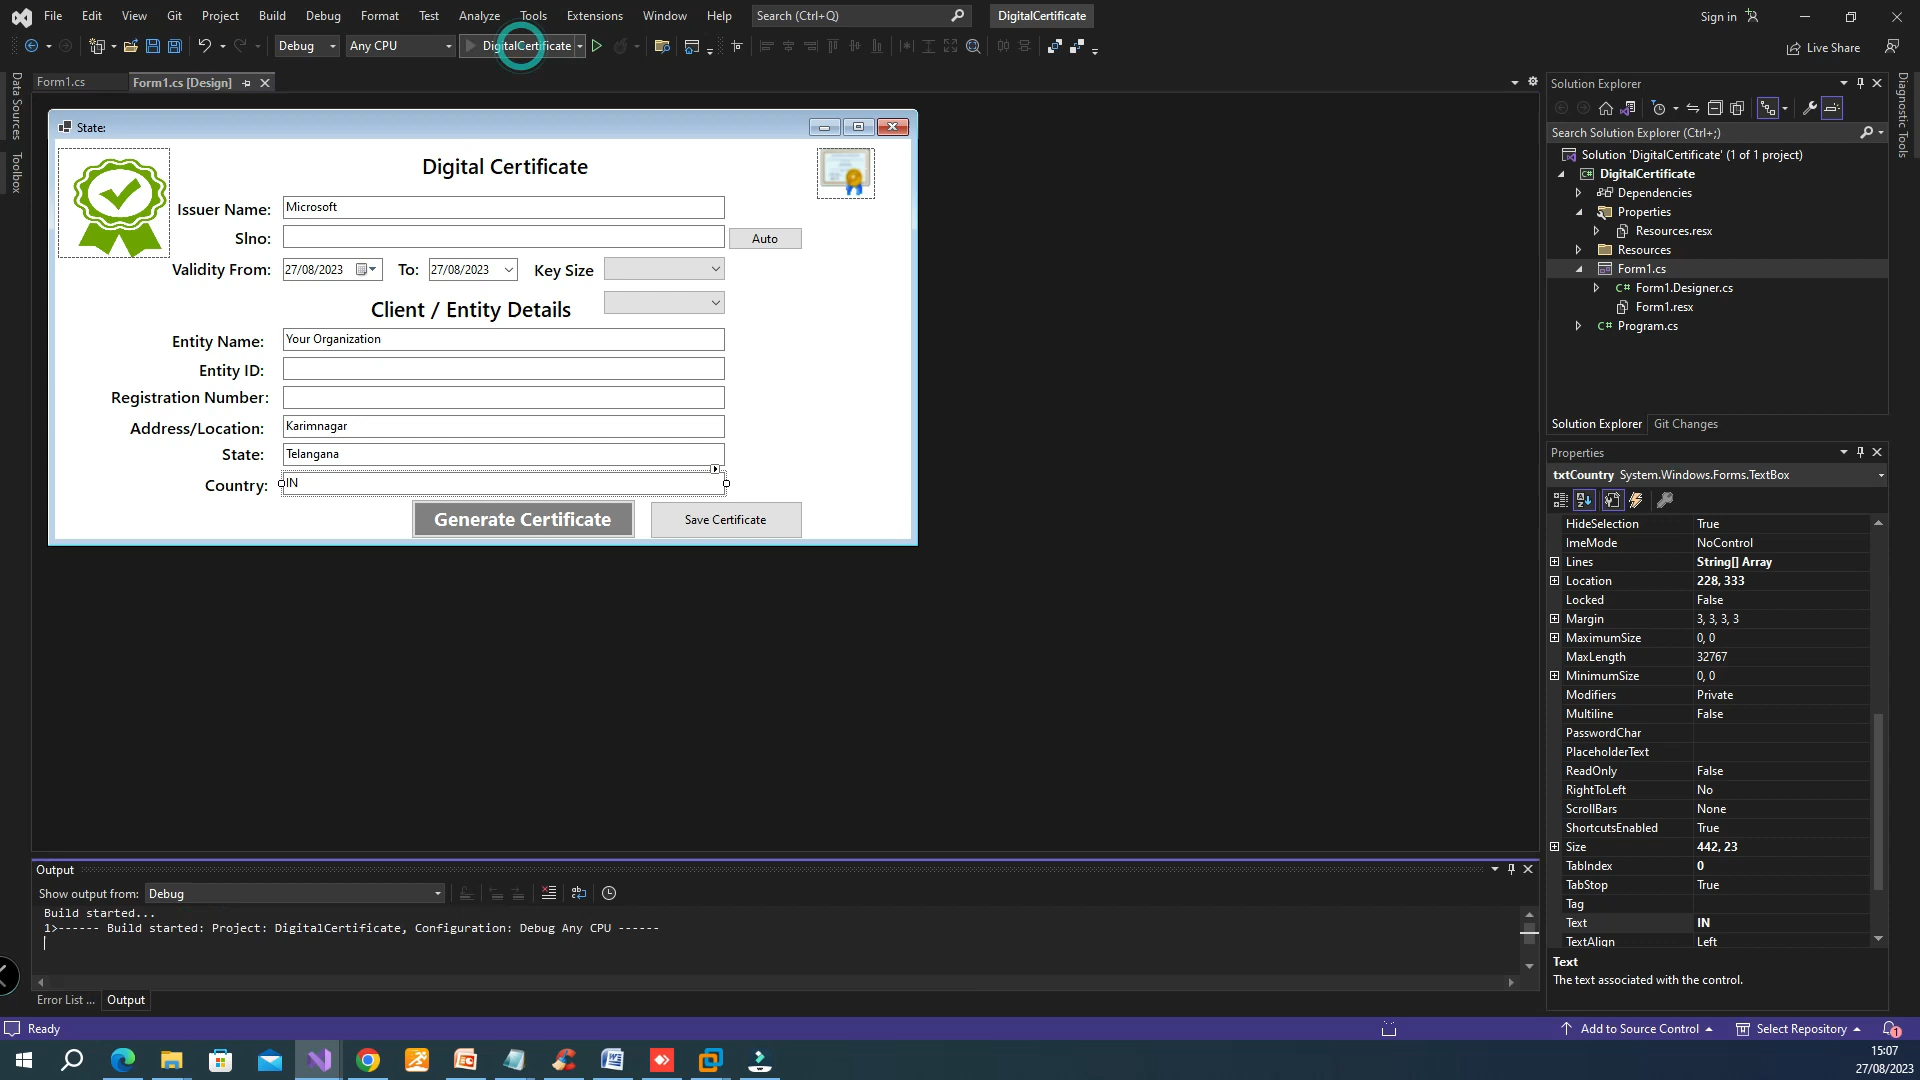 File Edit View Git Project Build Debug Format Test Analyze Tools Extensions Window Help Search (Ctrl+Q) DigitalCertificate Sign in
Debug Any CPU DigitalCertificate Live Share
Data Sources
Toolbox
Form1.cs Form1.cs [Design]
State:
Digital Certificate
Issuer Name: Microsoft
Slno: Auto
Validity From: 27/08/2023 To: 27/08/2023 Key Size
Client / Entity Details
Entity Name: Your Organization
Entity ID:
Registration Number:
Address/Location: Karimnagar
State: Telangana
Country: IN
Generate Certificate Save Certificate
Solution Explorer
Search Solution Explorer (Ctrl+;)
Solution 'DigitalCertificate' (1 of 1 project)
C# DigitalCertificate
Dependencies
Properties
Resources.resx
Resources
Form1.cs
C# Form1.Designer.cs
Form1.resx
C# Program.cs
Solution Explorer Git Changes
Diagnostic Tools
Properties
txtCountry System.Windows.Forms.TextBox
HideSelection True
ImeMode NoControl
Lines String[] Array
Location 228, 333
Locked False
Margin 3, 3, 3, 3
MaximumSize 0, 0
MaxLength 32767
MinimumSize 0, 0
Modifiers Private
Multiline False
PasswordChar
PlaceholderText
ReadOnly False
RightToLeft No
ScrollBars None
ShortcutsEnabled True
Size 442, 23
TabIndex 0
TabStop True
Tag
Text IN
TextAlign Left
Text
The text associated with the control.
Output
Show output from: Debug
Build started...
1>------ Build started: Project: DigitalCertificate, Configuration: Debug Any CPU ------
Error List ... Output
Ready Add to Source Control Select Repository 1
15:07
27/08/2023